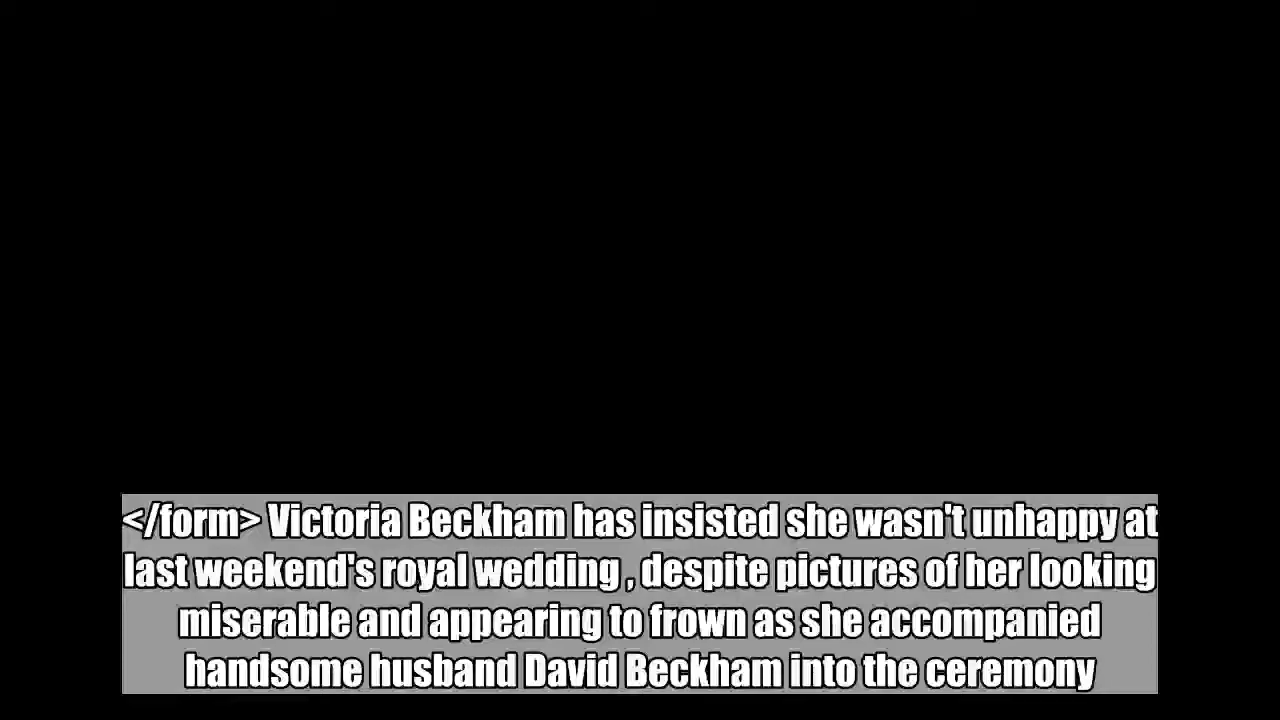 </form> Victoria Beckham has insisted she wasn't unhappy at
last weekend's royal wedding , despite pictures of her looking
miserable and appearing to frown as she accompanied
handsome husband David Beckham into the ceremony